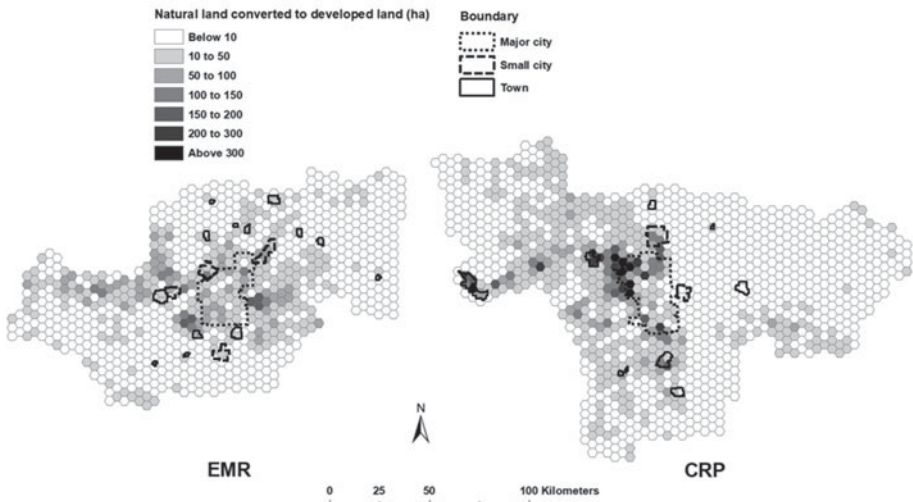 Natural land converted to developed land (ha)
Below 10
10 to 50
50 to 100
100 to 150
150 to 200
200 to 300
Above 300
Boundary
Major city
Small city
Town
N
EMR
CRP
0 25 50 100 Kilometers